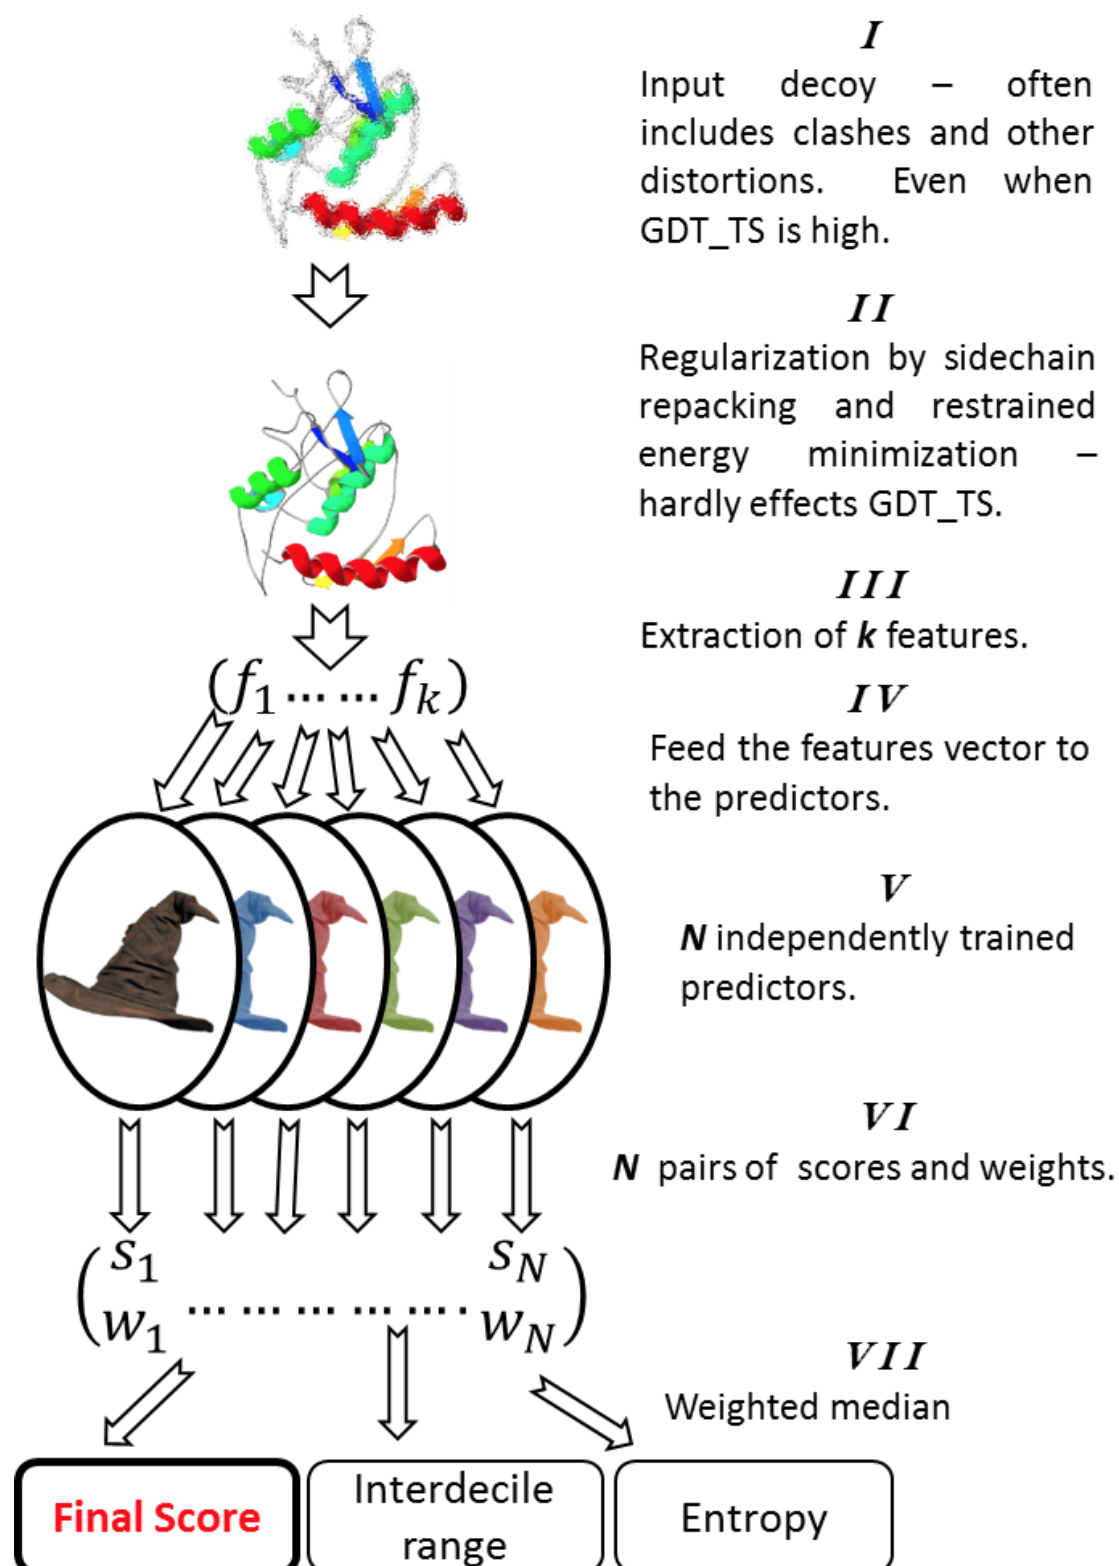 I
Input decoy – often
includes clashes and other
distortions. Even when
GDT_TS is high.
II
Regularization by sidechain
repacking and restrained
energy minimization –
hardly effects GDT_TS.
III
Extraction of k features.
(f1 … … fk)
IV
Feed the features vector to
the predictors.
V
N independently trained
predictors.
VI
N pairs of scores and weights.
s1 sN
w1 … … … … … . wN
VII
Weighted median
Final Score
Interdecile
range
Entropy